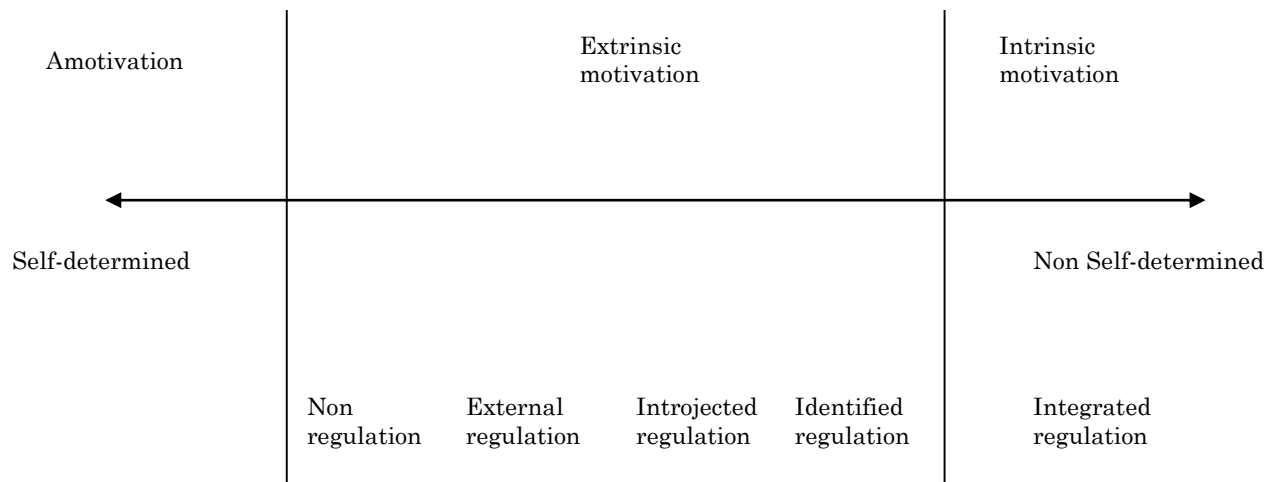 Amotivation
Extrinsic
motivation
Intrinsic
motivation
Self-determined
Non Self-determined
Non
regulation
External
regulation
Introjected
regulation
Identified
regulation
Integrated
regulation